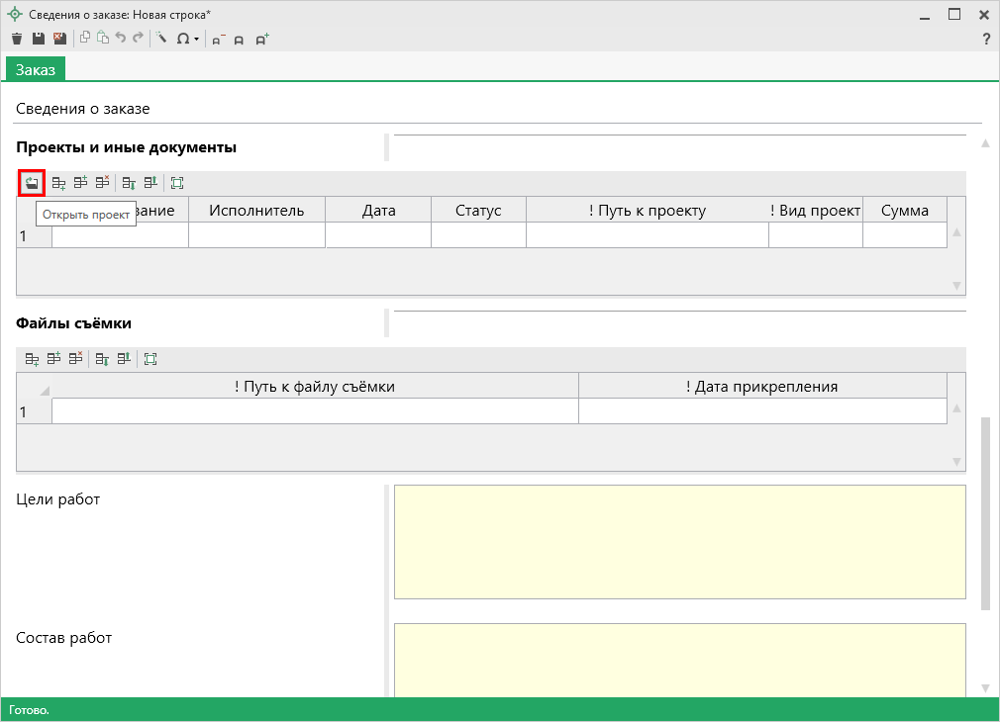 Сведения о заказе: Новая строка*
?
Заказ
Сведения о заказе
Проекты и иные документы
Открыть проект
Исполнитель Дата Статус ! Путь к проекту ! Вид проект Сумма
1
Файлы съёмки
! Путь к файлу съёмки ! Дата прикрепления
1
Цели работ
Состав работ
Готово.